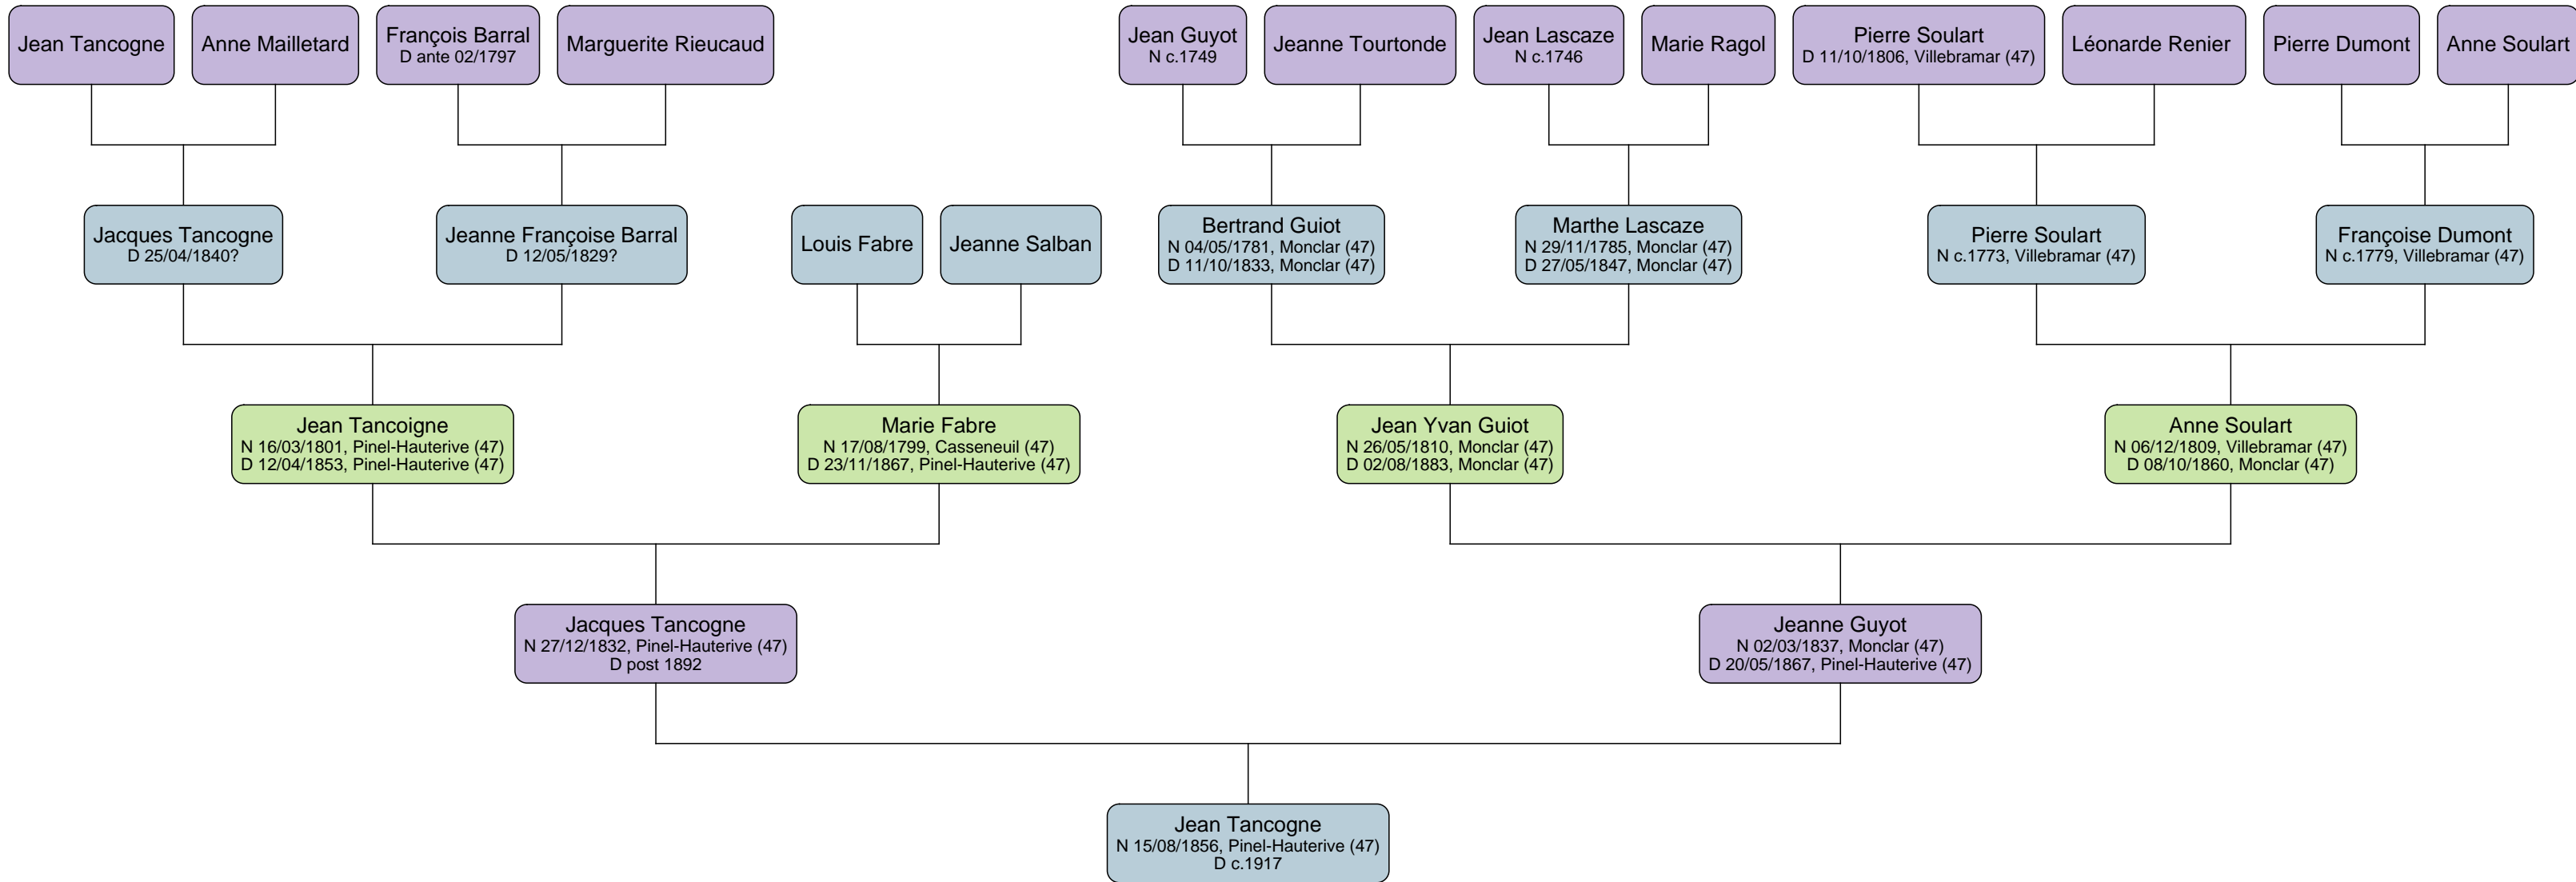 Jean Tancogne
Anne Mailletard
François Barral
D ante 02/1797
Marguerite Rieucaud
Jean Guyot
N c.1749
Jeanne Tourtonde
Jean Lascaze
N c.1746
Marie Ragol
Pierre Soulart
D 11/10/1806, Villebramar (47)
Léonarde Renier
Pierre Dumont
Anne Soulart
Jacques Tancogne
D 25/04/1840?
Jeanne Françoise Barral
D 12/05/1829?
Louis Fabre
Jeanne Salban
Bertrand Guiot
N 04/05/1781, Monclar (47)
D 11/10/1833, Monclar (47)
Marthe Lascaze
N 29/11/1785, Monclar (47)
D 27/05/1847, Monclar (47)
Pierre Soulart
N c.1773, Villebramar (47)
Françoise Dumont
N c.1779, Villebramar (47)
Jean Tancoigne
N 16/03/1801, Pinel-Hauterive (47)
D 12/04/1853, Pinel-Hauterive (47)
Marie Fabre
N 17/08/1799, Casseneuil (47)
D 23/11/1867, Pinel-Hauterive (47)
Jean Yvan Guiot
N 26/05/1810, Monclar (47)
D 02/08/1883, Monclar (47)
Anne Soulart
N 06/12/1809, Villebramar (47)
D 08/10/1860, Monclar (47)
Jacques Tancogne
N 27/12/1832, Pinel-Hauterive (47)
D post 1892
Jeanne Guyot
N 02/03/1837, Monclar (47)
D 20/05/1867, Pinel-Hauterive (47)
Jean Tancogne
N 15/08/1856, Pinel-Hauterive (47)
D c.1917